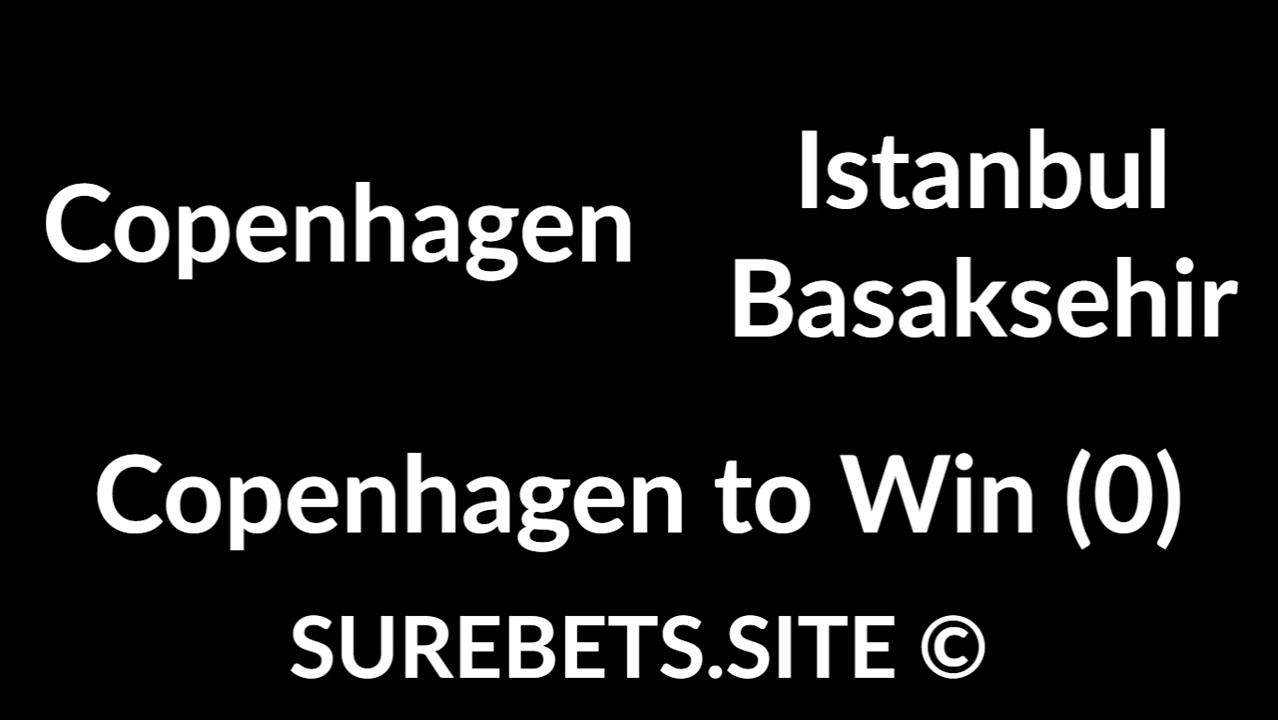 Copenhagen
Istanbul
Basaksehir
Copenhagen to Win (0)
SUREBETS.SITE ©